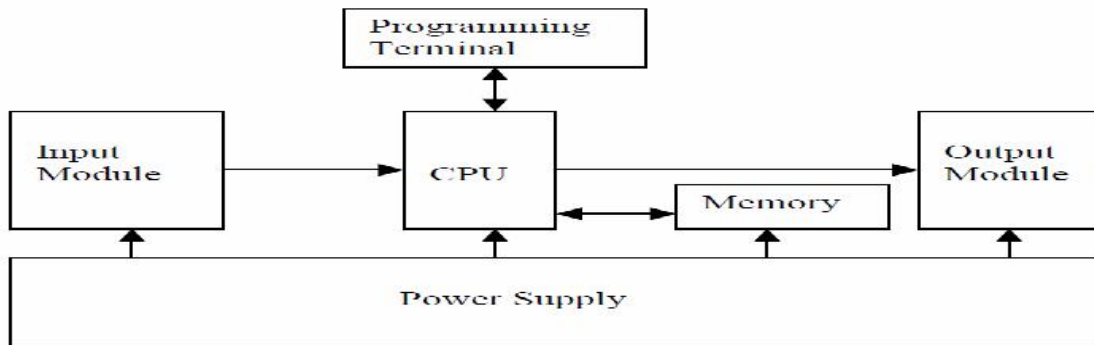 Programming
Terminal
Input
Module
CPU
Output
Module
Memory
Power Supply